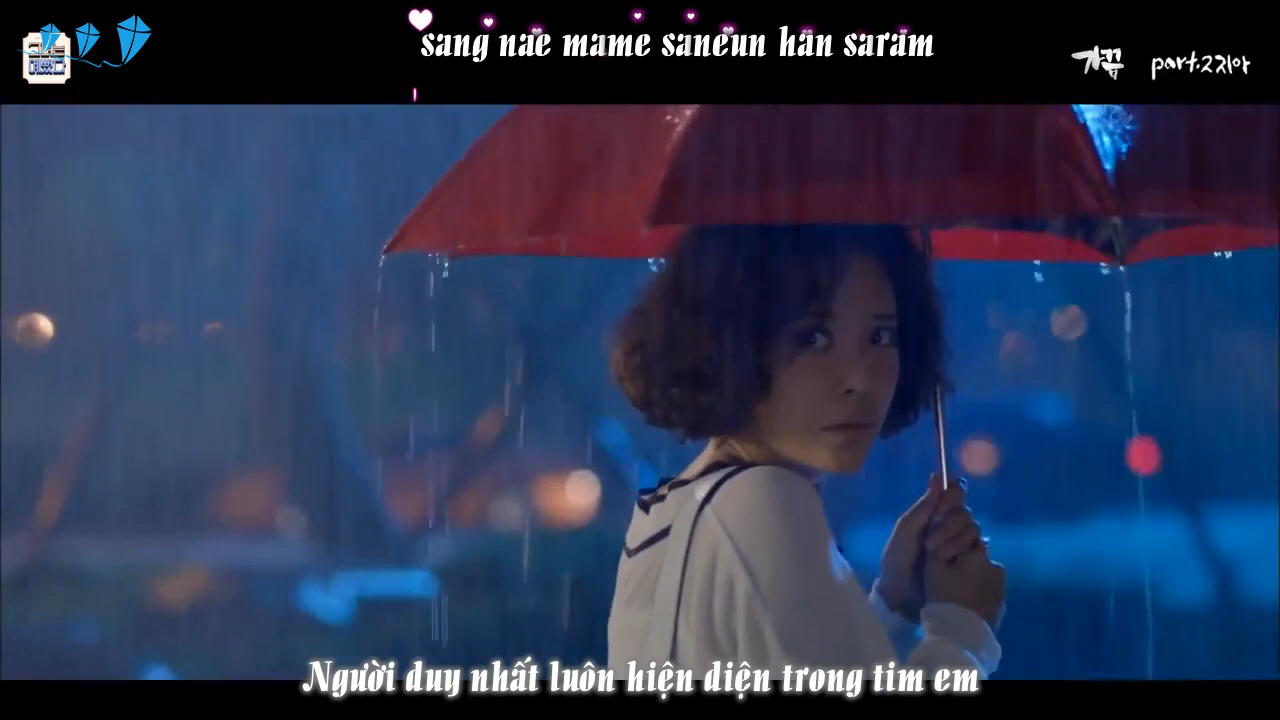 sang nae mame saneun han saram
가끔 part.2 지아
Người duy nhất luôn hiện diện trong tim em